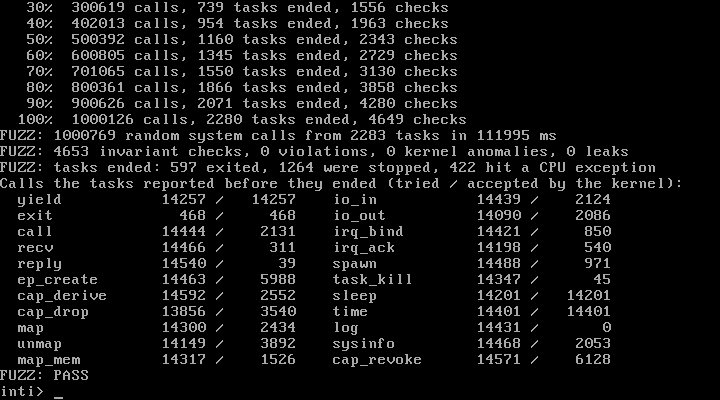 30%  300619 calls, 739 tasks ended, 1556 checks
40%  402013 calls, 954 tasks ended, 1963 checks
50%  500392 calls, 1160 tasks ended, 2343 checks
60%  600805 calls, 1345 tasks ended, 2729 checks
70%  701065 calls, 1550 tasks ended, 3130 checks
80%  800361 calls, 1866 tasks ended, 3858 checks
90%  900626 calls, 2071 tasks ended, 4280 checks
100%  1000126 calls, 2280 tasks ended, 4649 checks
FUZZ: 1000769 random system calls from 2283 tasks in 111995 ms
FUZZ: 4653 invariant checks, 0 violations, 0 kernel anomalies, 0 leaks
FUZZ: tasks ended: 597 exited, 1264 were stopped, 422 hit a CPU exception
Calls the tasks reported before they ended (tried / accepted by the kernel):
yield 14257 / 14257 io_in 14439 / 2124
exit 468 / 468 io_out 14090 / 2086
call 14444 / 2131 irq_bind 14421 / 850
recv 14466 / 311 irq_ack 14198 / 540
reply 14540 / 39 spawn 14488 / 971
ep_create 14463 / 5988 task_kill 14347 / 45
cap_derive 14592 / 2552 sleep 14201 / 14201
cap_drop 13856 / 3540 time 14401 / 14401
map 14300 / 2434 log 14431 / 0
unmap 14149 / 3892 sysinfo 14468 / 2053
map_mem 14317 / 1526 cap_revoke 14571 / 6128
FUZZ: PASS
inti> _